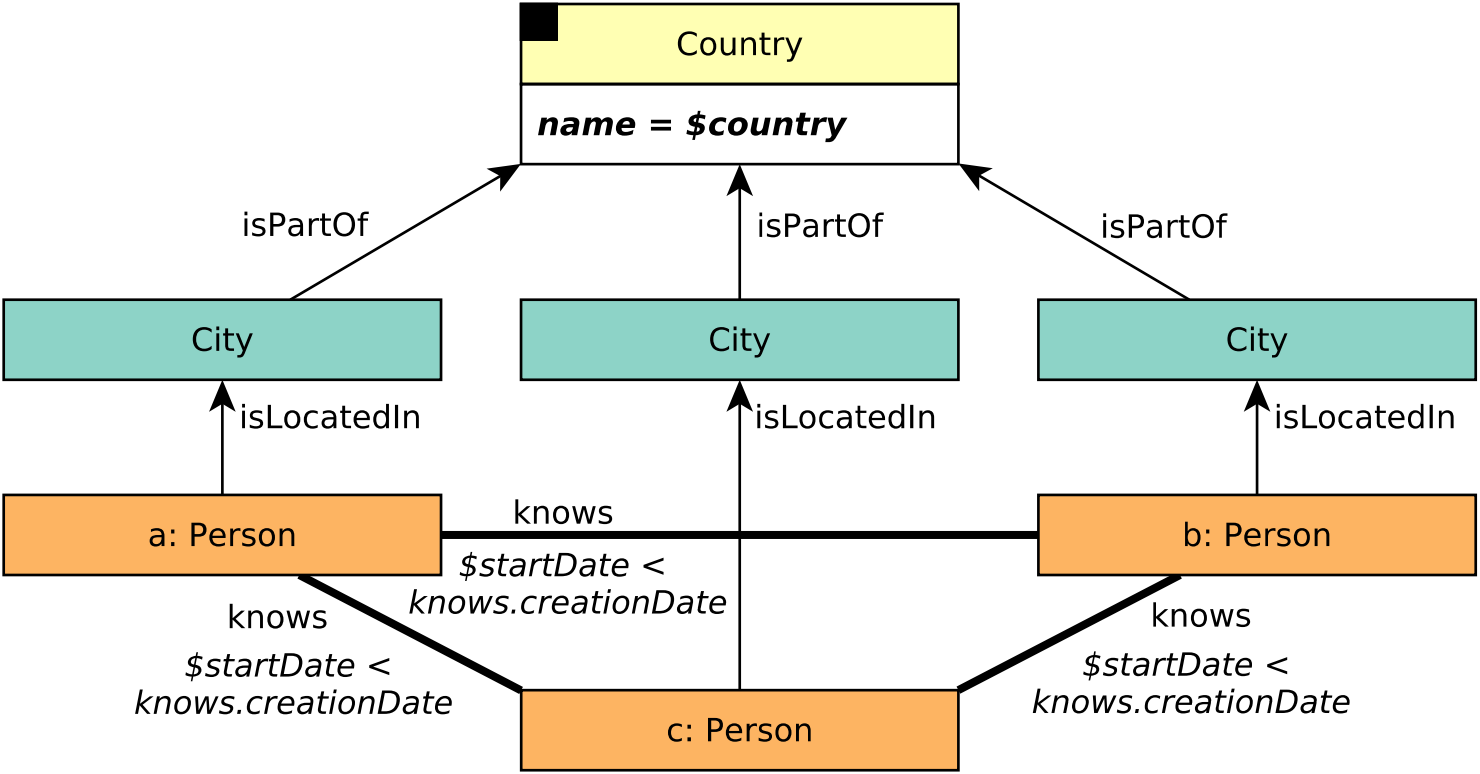 Country
name = $country
isPartOf
isPartOf
isPartOf
City
City
City
isLocatedIn
isLocatedIn
isLocatedIn
a: Person
knows
b: Person
$startDate <
knows.creationDate
knows
knows
$startDate <
knows.creationDate
$startDate <
knows.creationDate
c: Person